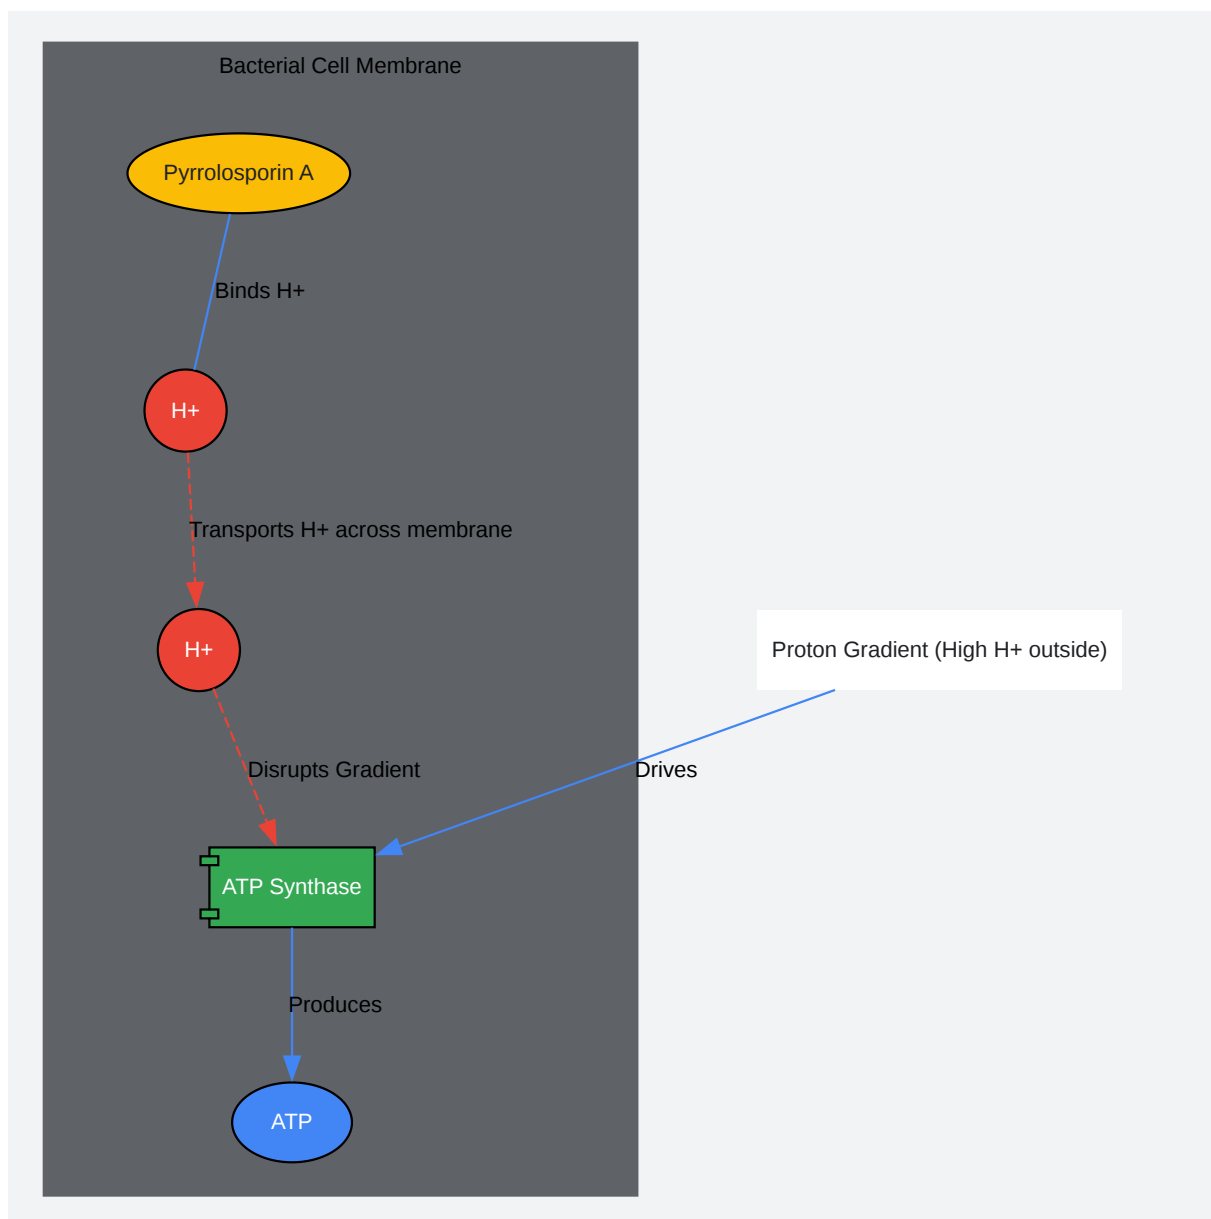 Bacterial Cell Membrane
Pyrrolosporin A
Binds H+
H+
Transports H+ across membrane
H+
Proton Gradient (High H+ outside)
Disrupts Gradient
Drives
ATP Synthase
Produces
ATP